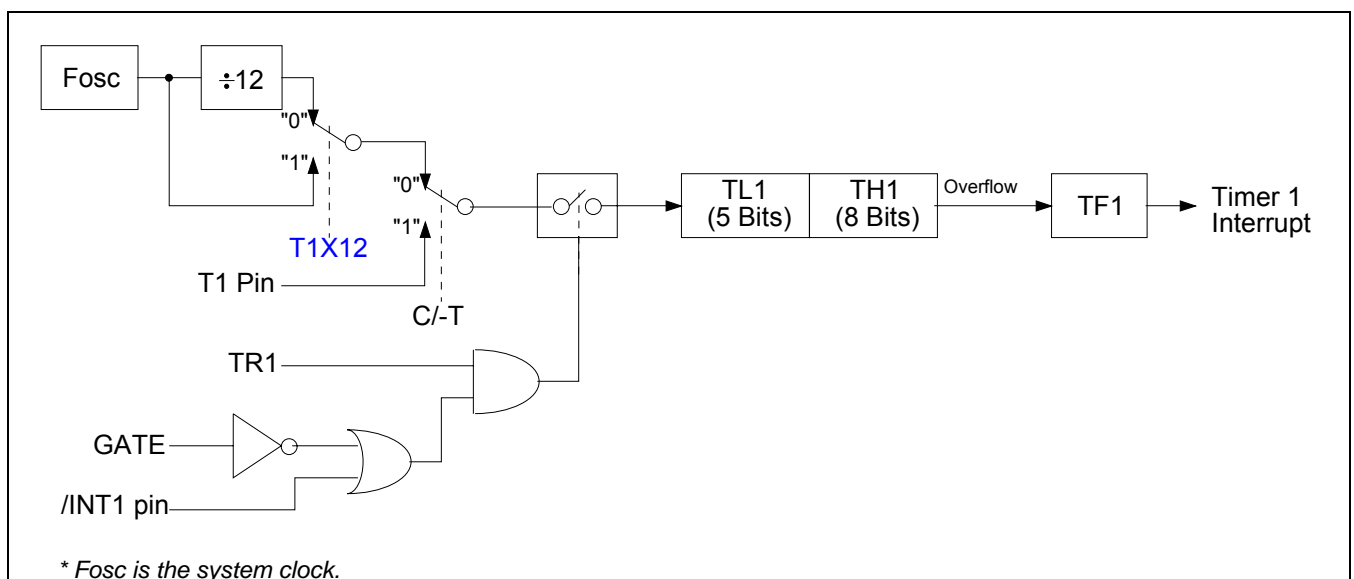 Fosc
÷12
"0"
"1"
T1X12
"0"
"1"
C/-T
T1 Pin
TL1
(5 Bits)
TH1
(8 Bits)
Overflow
TF1
Timer 1
Interrupt
TR1
GATE
/INT1 pin
* Fosc is the system clock.